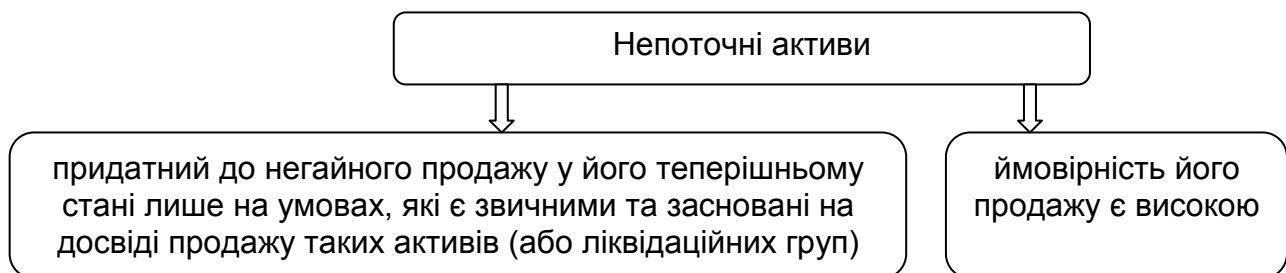 Непоточні активи
придатний до негайного продажу у його теперішньому
стані лише на умовах, які є звичними та засновані на
досвіді продажу таких активів (або ліквідаційних груп)
ймовірність його
продажу є високою